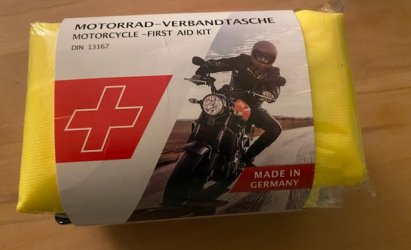 MOTORRAD-VERBANDTASCHE
MOTORCYCLE -FIRST AID KIT
DIN 13167
MADE IN
GERMANY